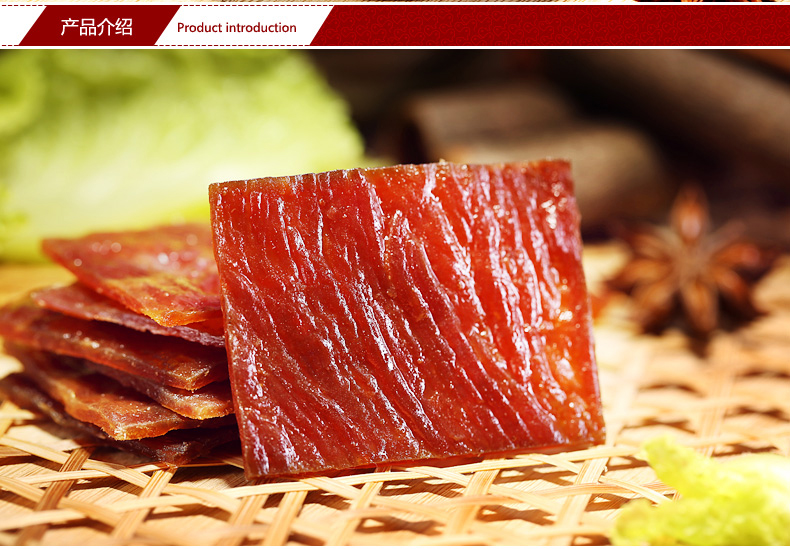 产品介绍
Product introduction